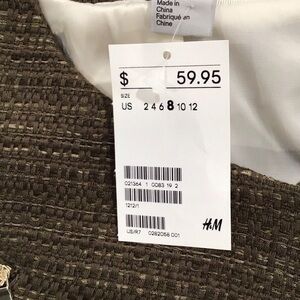 Made in
China
Fabriqué en
Chine
$ 59.95
SIZE
US 2 4 6 8 10 12
021364 1 0083 19 2
1212/1
H&M
US/R7 0282058 001